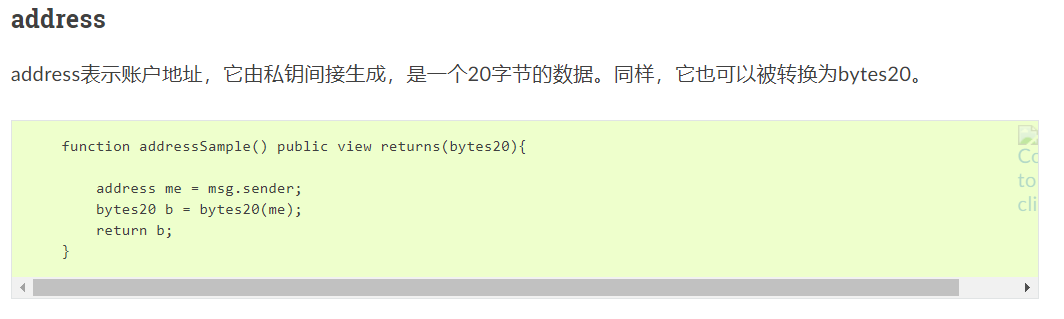 address
address表示账户地址，它由私钥间接生成，是一个20字节的数据。同样，它也可以被转换为bytes20。
function addressSample() public view returns(bytes20){
address me = msg.sender;
bytes20 b = bytes20(me);
return b;
}
to